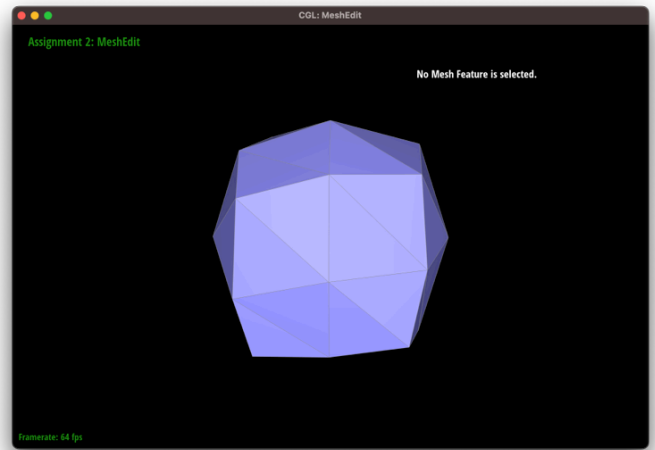 CGL: MeshEdit
Assignment 2: MeshEdit
No Mesh Feature is selected.
Framerate: 64 fps